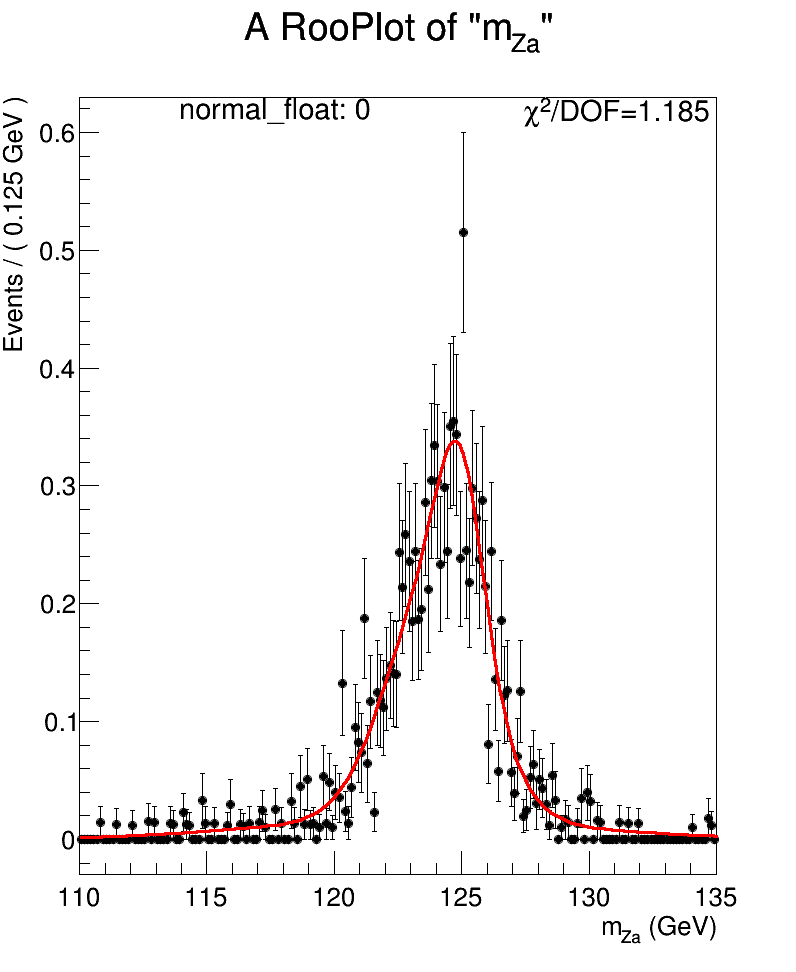 A RooPlot of "m_Za"
normal_float: 0
χ²/DOF=1.185
Events / ( 0.125 GeV )
0.6
0.5
0.4
0.3
0.2
0.1
0
110 115 120 125 130 135
m_Za (GeV)